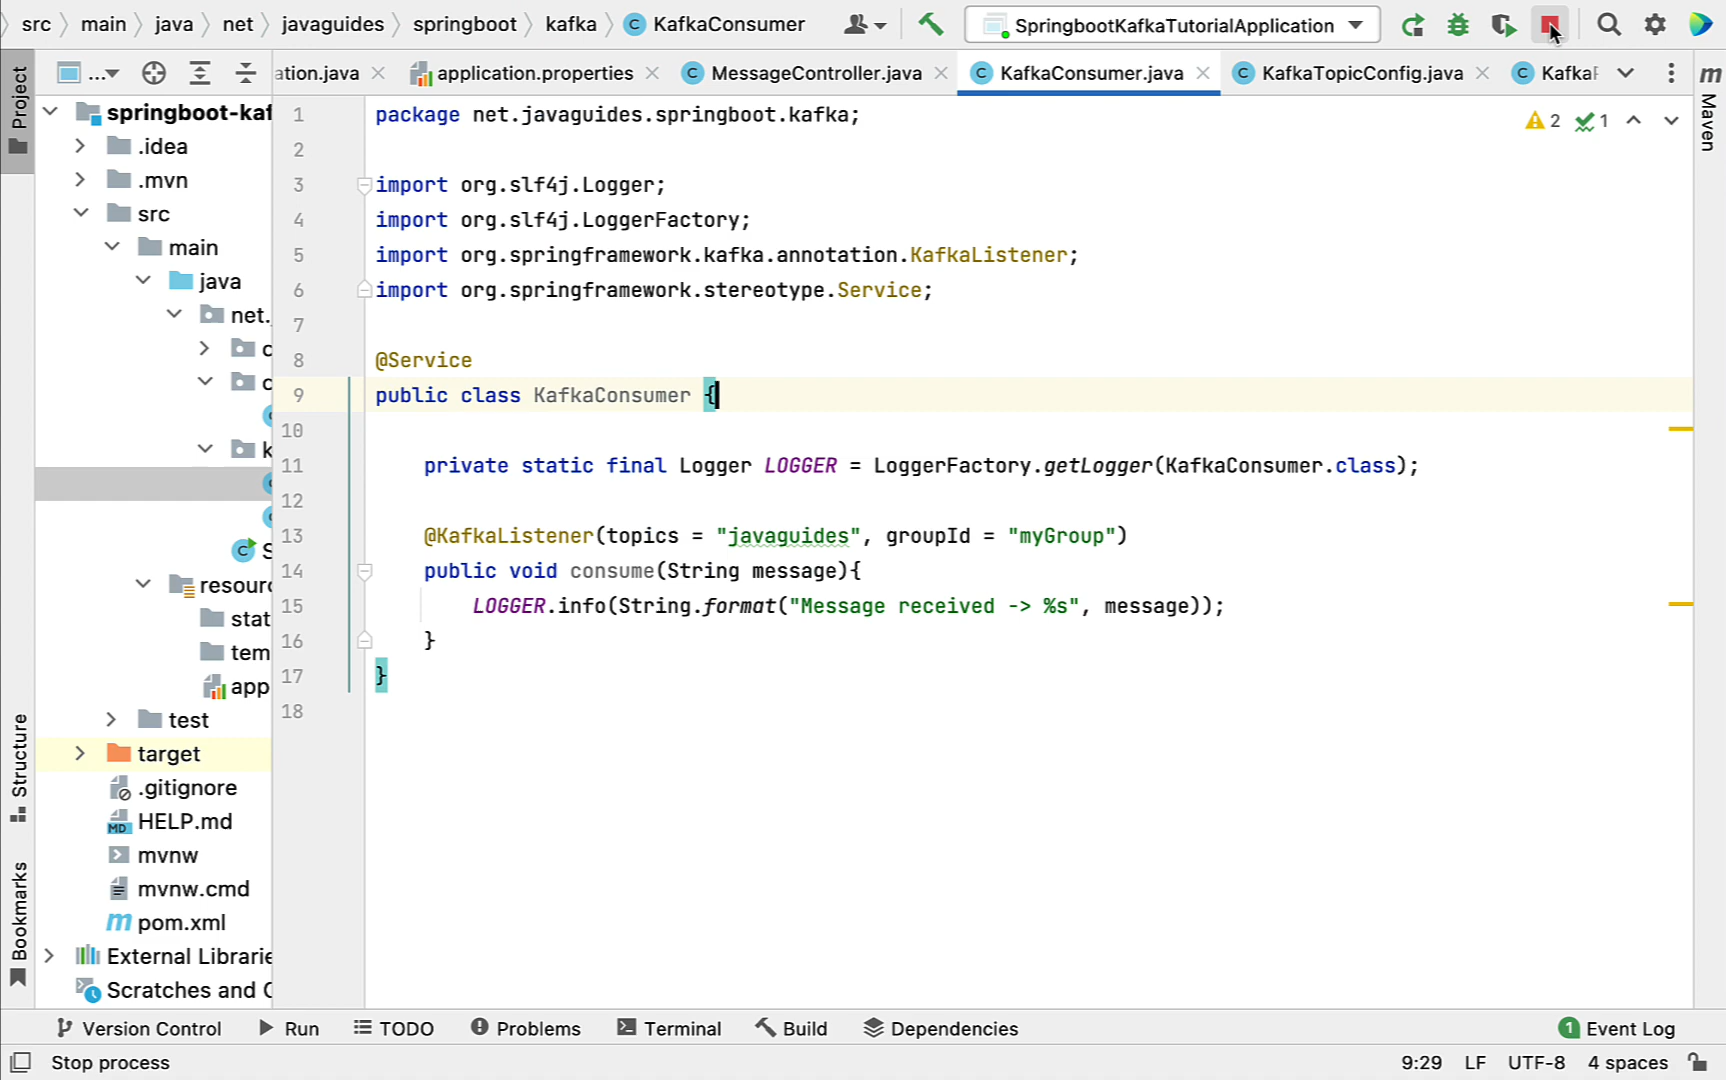 src main java net javaguides springboot kafka KafkaConsumer SpringbootKafkaTutorialApplication
Project ... ation.java application.properties MessageController.java KafkaConsumer.java KafkaTopicConfig.java Kafka
Maven
springboot-kaf
.idea
.mvn
src
main
java
net.
c
c
k
S
resourc
stat
tem
app
test
target
.gitignore
HELP.md
mvnw
mvnw.cmd
pom.xml
External Librarie
Scratches and C
Structure
Bookmarks
2 1
1 package net.javaguides.springboot.kafka;
2
3 import org.slf4j.Logger;
4 import org.slf4j.LoggerFactory;
5 import org.springframework.kafka.annotation.KafkaListener;
6 import org.springframework.stereotype.Service;
7
8 @Service
9 public class KafkaConsumer {
10
11 private static final Logger LOGGER = LoggerFactory.getLogger(KafkaConsumer.class);
12
13 @KafkaListener(topics = "javaguides", groupId = "myGroup")
14 public void consume(String message){
15 LOGGER.info(String.format("Message received -> %s", message));
16 }
17 }
18
Version Control Run TODO Problems Terminal Build Dependencies 1 Event Log
Stop process 9:29 LF UTF-8 4 spaces